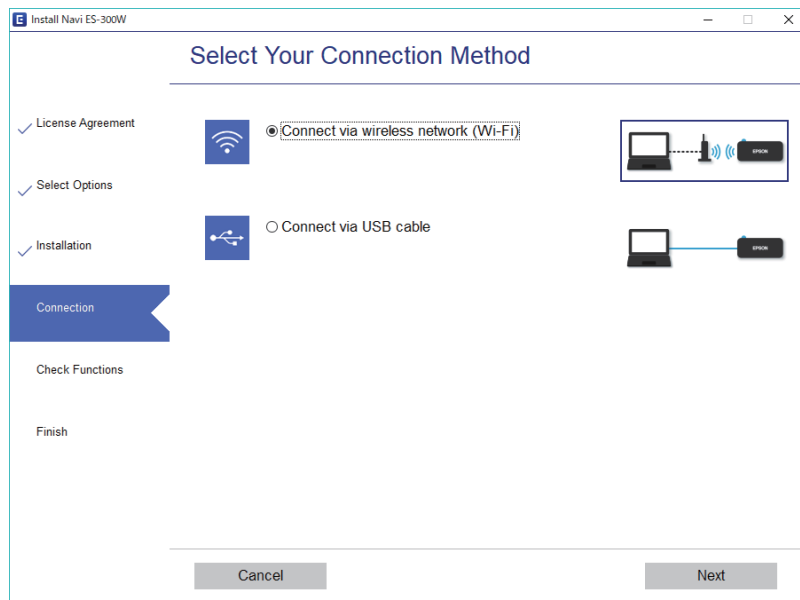 Install Navi ES-300W
Select Your Connection Method
License Agreement
Select Options
Installation
Connection
Check Functions
Finish
Connect via wireless network (Wi-Fi)
EPSON
Connect via USB cable
EPSON
Cancel
Next